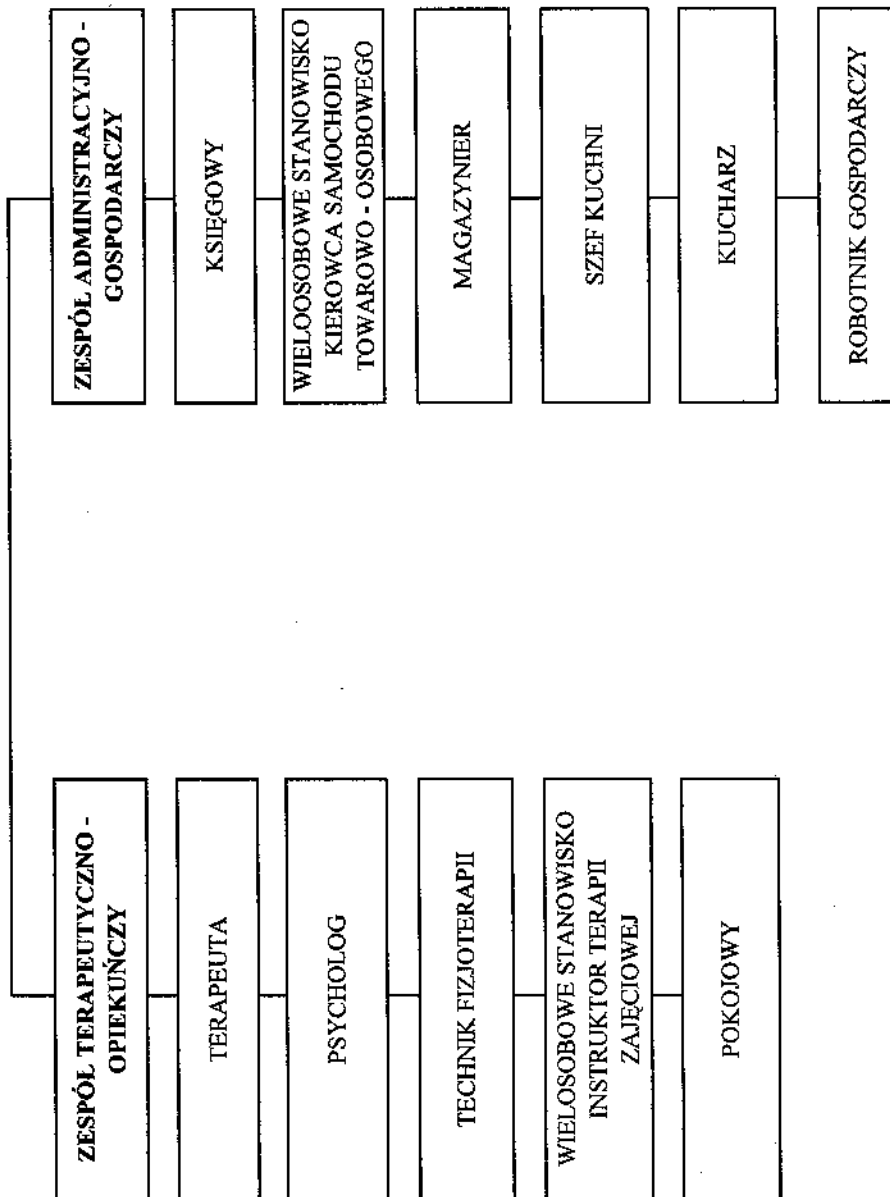 ZESPÓŁ TERAPEUTYCZNO -
OPIEKUŃCZY
TERAPEUTA
PSYCHOLOG
TECHNIK FIZJOTERAPII
WIELOSOBOWE STANOWISKO
INSTRUKTOR TERAPII
ZAJĘCIOWEJ
POKOJOWY
ZESPÓŁ ADMINISTRACYJNO -
GOSPODARCZY
KSIĘGOWY
WIELOOSOBOWE STANOWISKO
KIEROWCA SAMOCHODU
TOWAROWO - OSOBOWEGO
MAGAZYNIER
SZEF KUCHNI
KUCHARZ
ROBOTNIK GOSPODARCZY